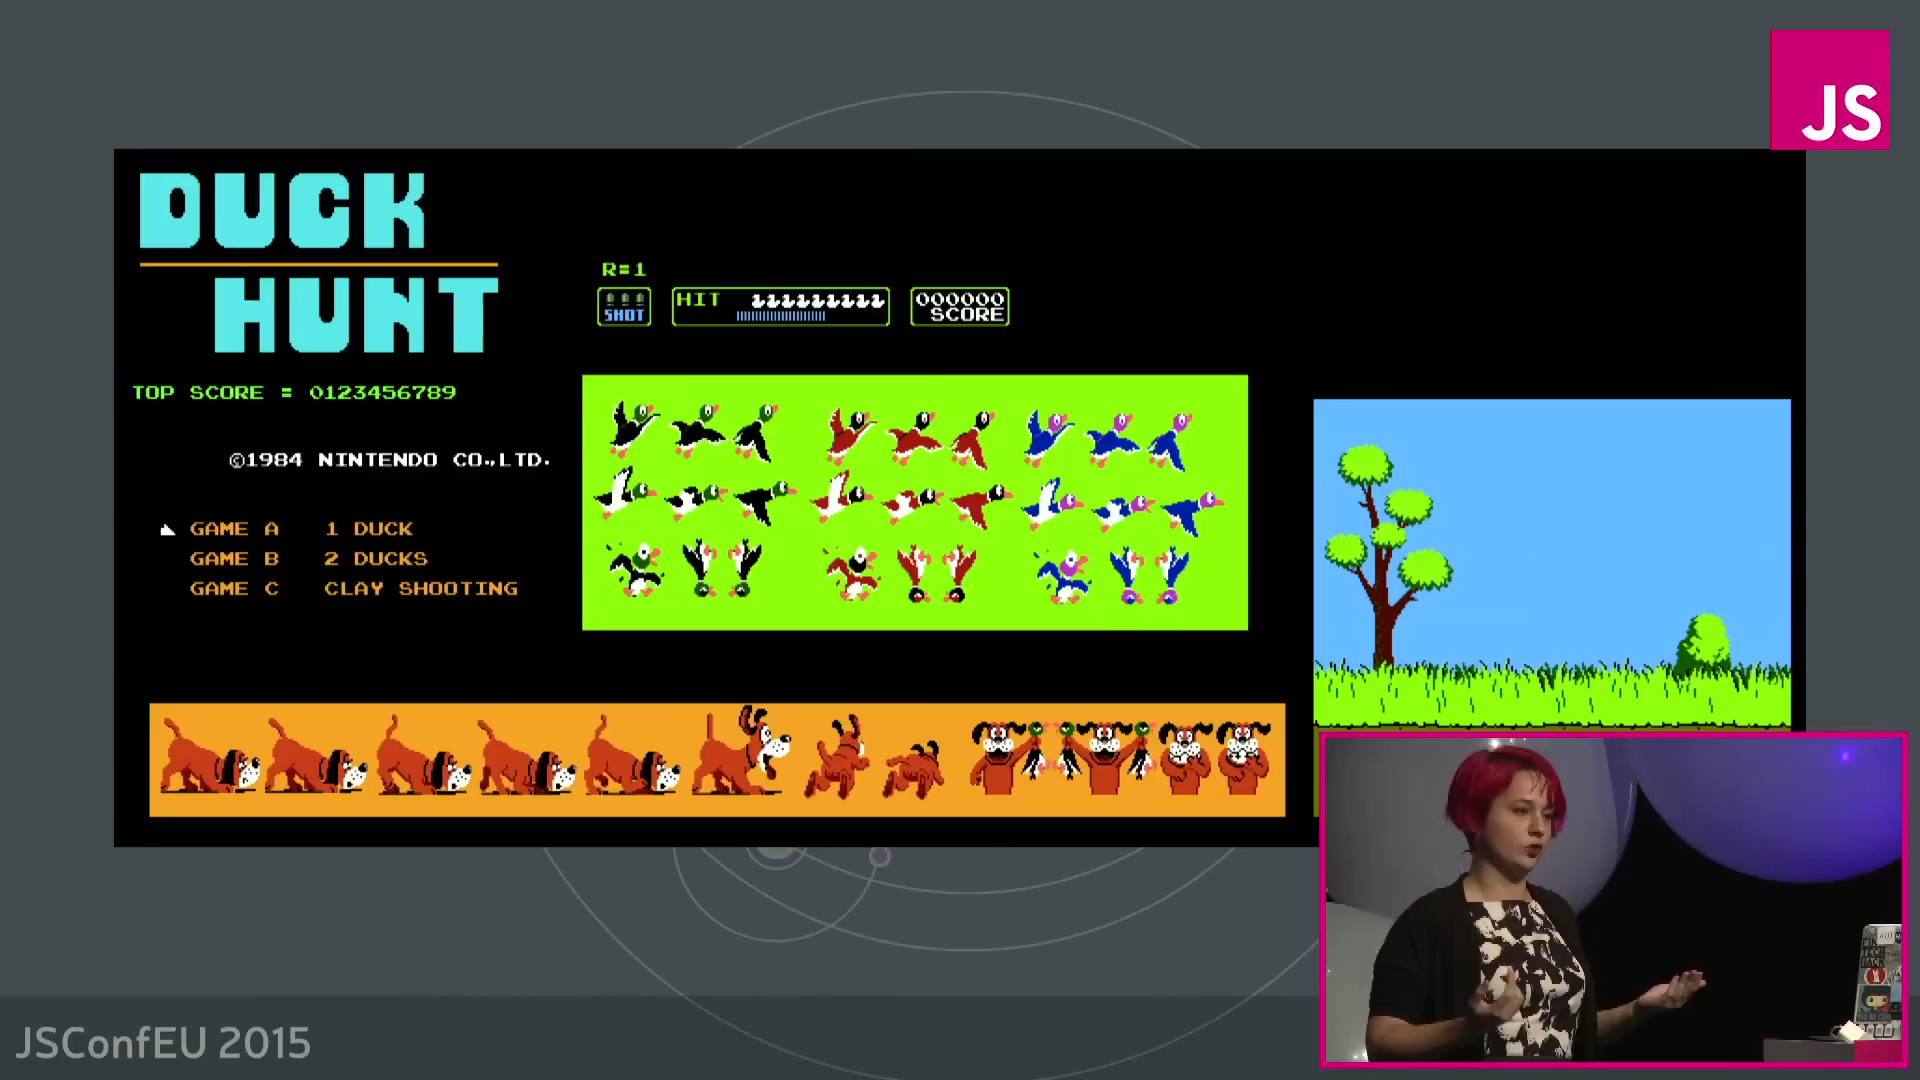 JS
DUCK
HUNT
R=1
SHOT
HIT
000000
SCORE
TOP SCORE = 0123456789
©1984 NINTENDO CO.,LTD.
GAME A 1 DUCK
GAME B 2 DUCKS
GAME C CLAY SHOOTING
JSConfEU 2015